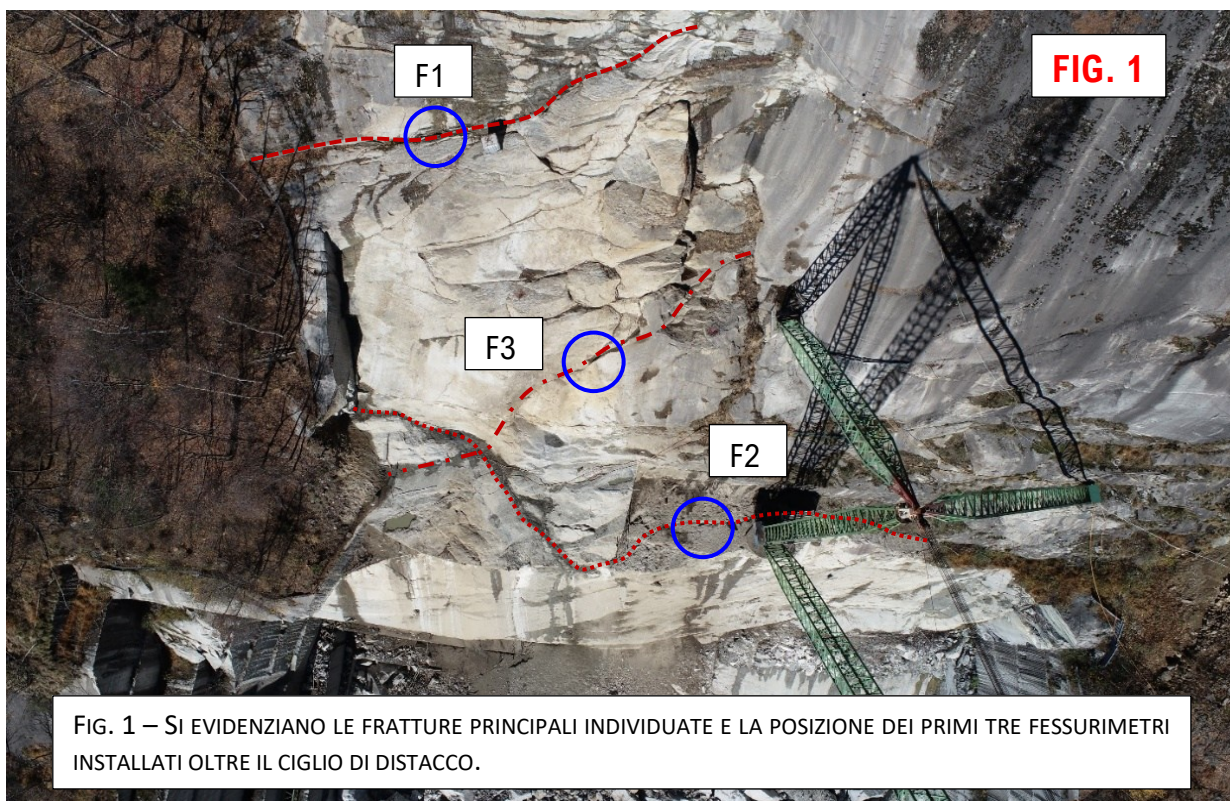 F1
FIG. 1
F3
F2
FIG. 1 – SI EVIDENZIANO LE FRATTURE PRINCIPALI INDIVIDUATE E LA POSIZIONE DEI PRIMI TRE FESSURIMETRI
INSTALLATI OLTRE IL CIGLIO DI DISTACCO.